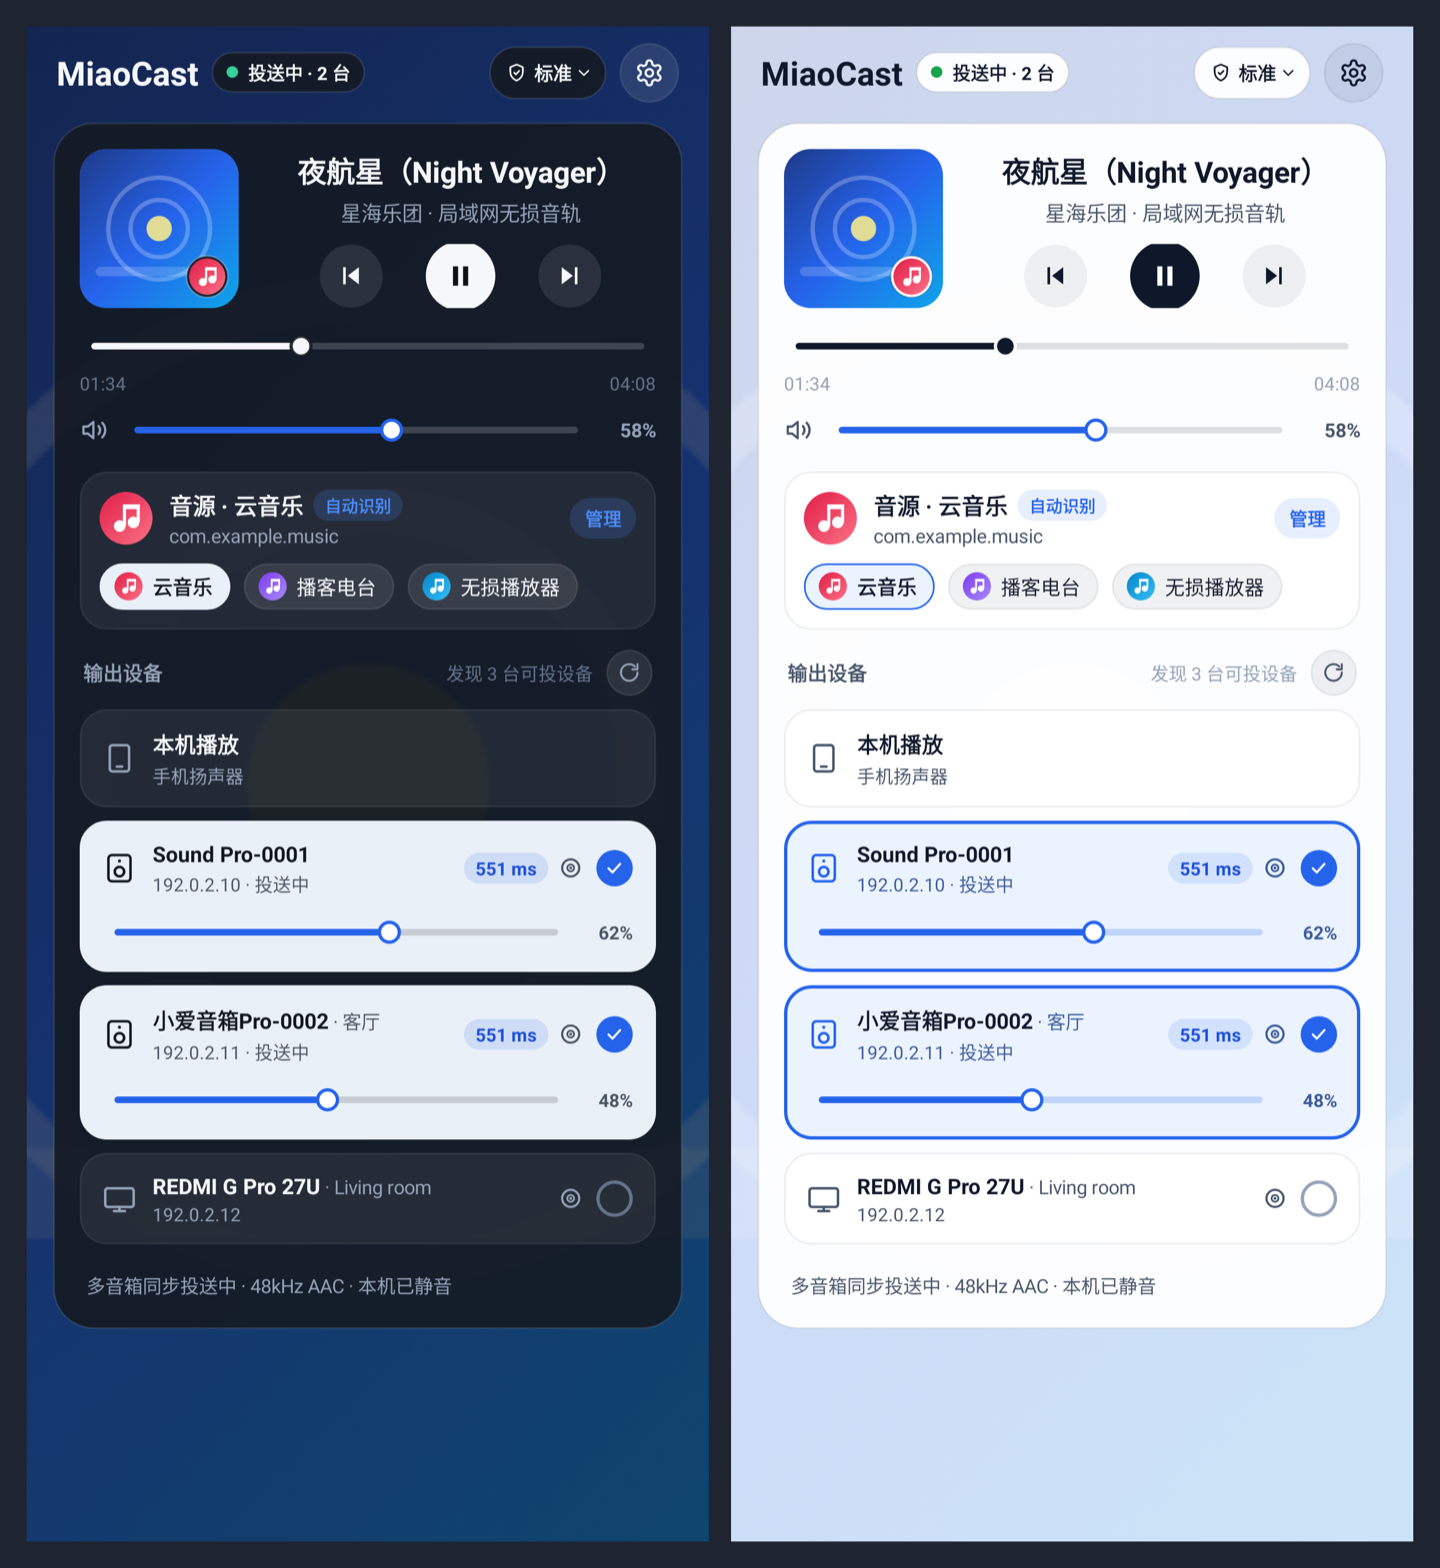 MiaoCast
投送中 · 2 台
标准
夜航星（Night Voyager）
星海乐团 · 局域网无损音轨
01:34
04:08
58%
音源 · 云音乐
自动识别
com.example.music
管理
云音乐
播客电台
无损播放器
输出设备
发现 3 台可投设备
本机播放
手机扬声器
Sound Pro-0001
192.0.2.10 · 投送中
551 ms
62%
小爱音箱Pro-0002 · 客厅
192.0.2.11 · 投送中
551 ms
48%
REDMI G Pro 27U · Living room
192.0.2.12
多音箱同步投送中 · 48kHz AAC · 本机已静音
MiaoCast
投送中 · 2 台
标准
夜航星（Night Voyager）
星海乐团 · 局域网无损音轨
01:34
04:08
58%
音源 · 云音乐
自动识别
com.example.music
管理
云音乐
播客电台
无损播放器
输出设备
发现 3 台可投设备
本机播放
手机扬声器
Sound Pro-0001
192.0.2.10 · 投送中
551 ms
62%
小爱音箱Pro-0002 · 客厅
192.0.2.11 · 投送中
551 ms
48%
REDMI G Pro 27U · Living room
192.0.2.12
多音箱同步投送中 · 48kHz AAC · 本机已静音